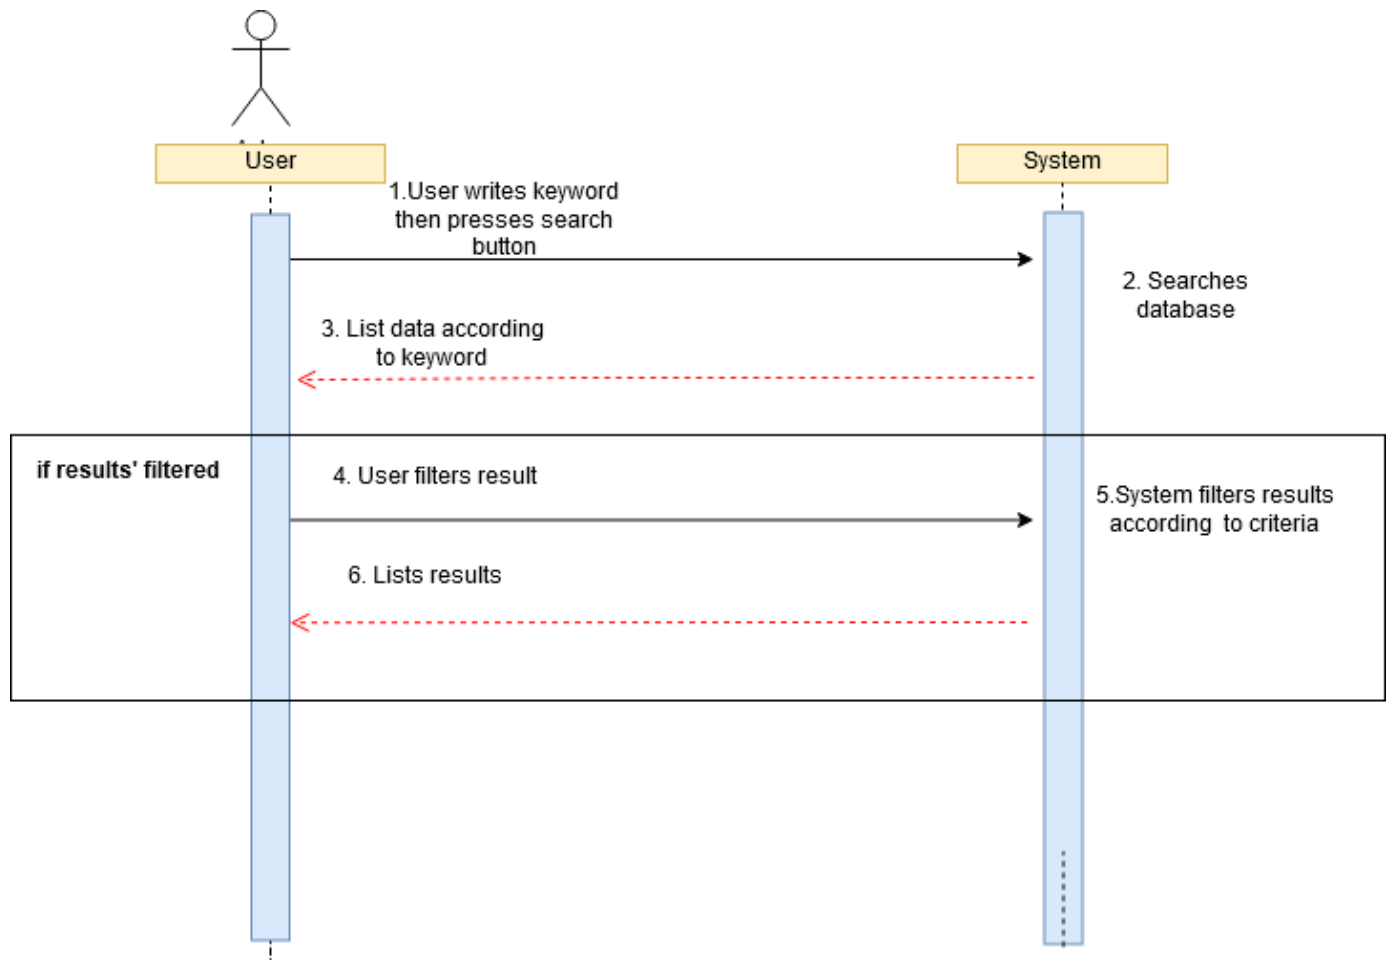 User
System
1.User writes keyword
then presses search
button
2. Searches
database
3. List data according
to keyword
if results' filtered
4. User filters result
5.System filters results
according  to criteria
6. Lists results